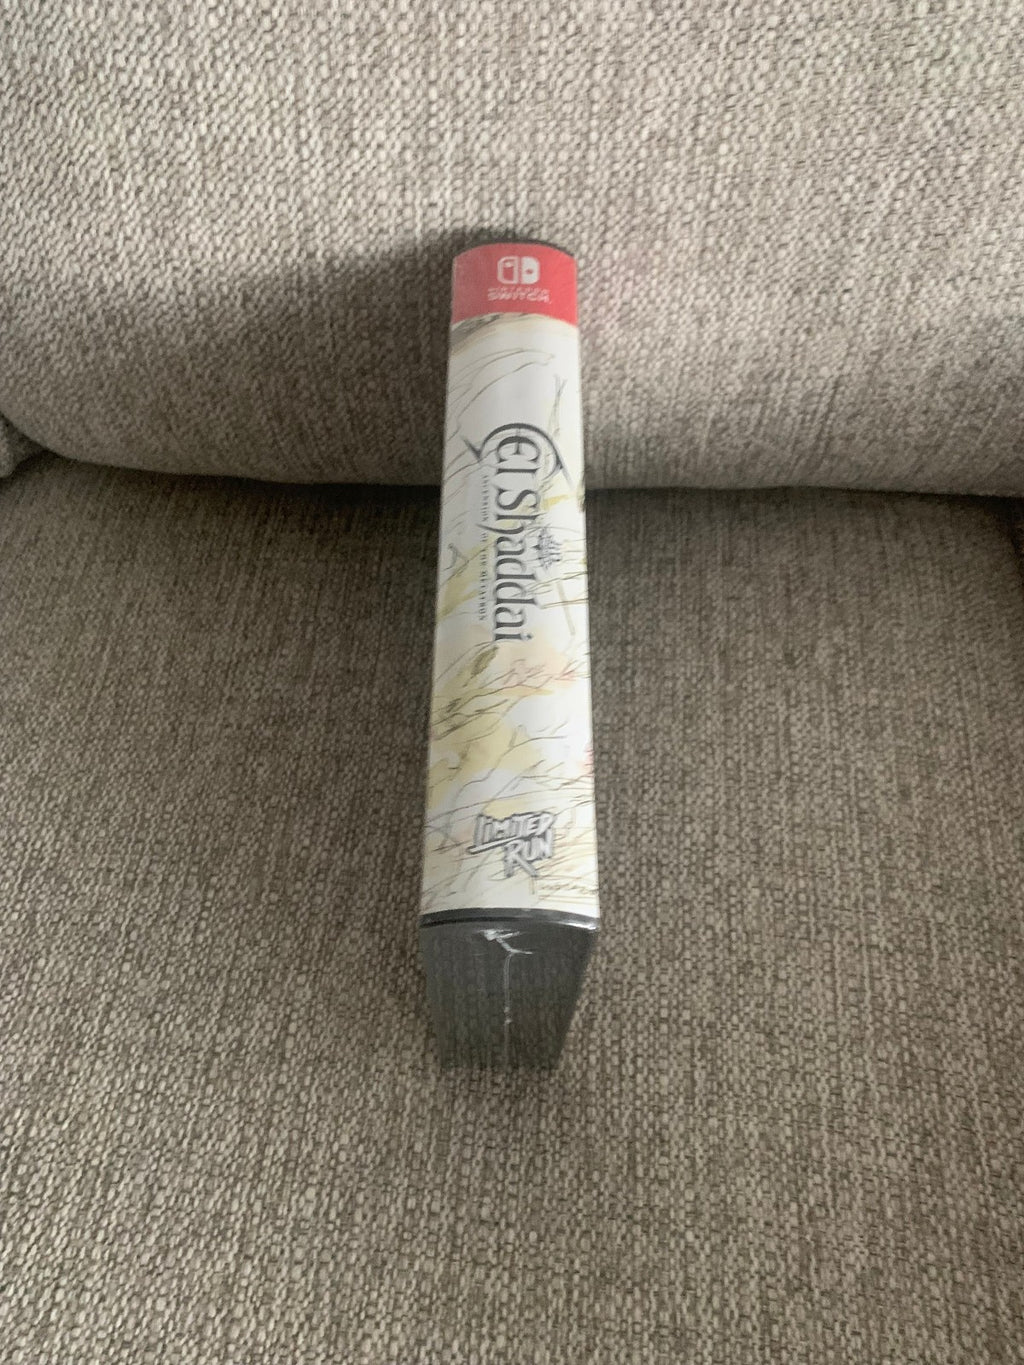 NINTENDO
SWITCH
El Shaddai
ASCENSION OF THE METATRON
LIMITED
RUN